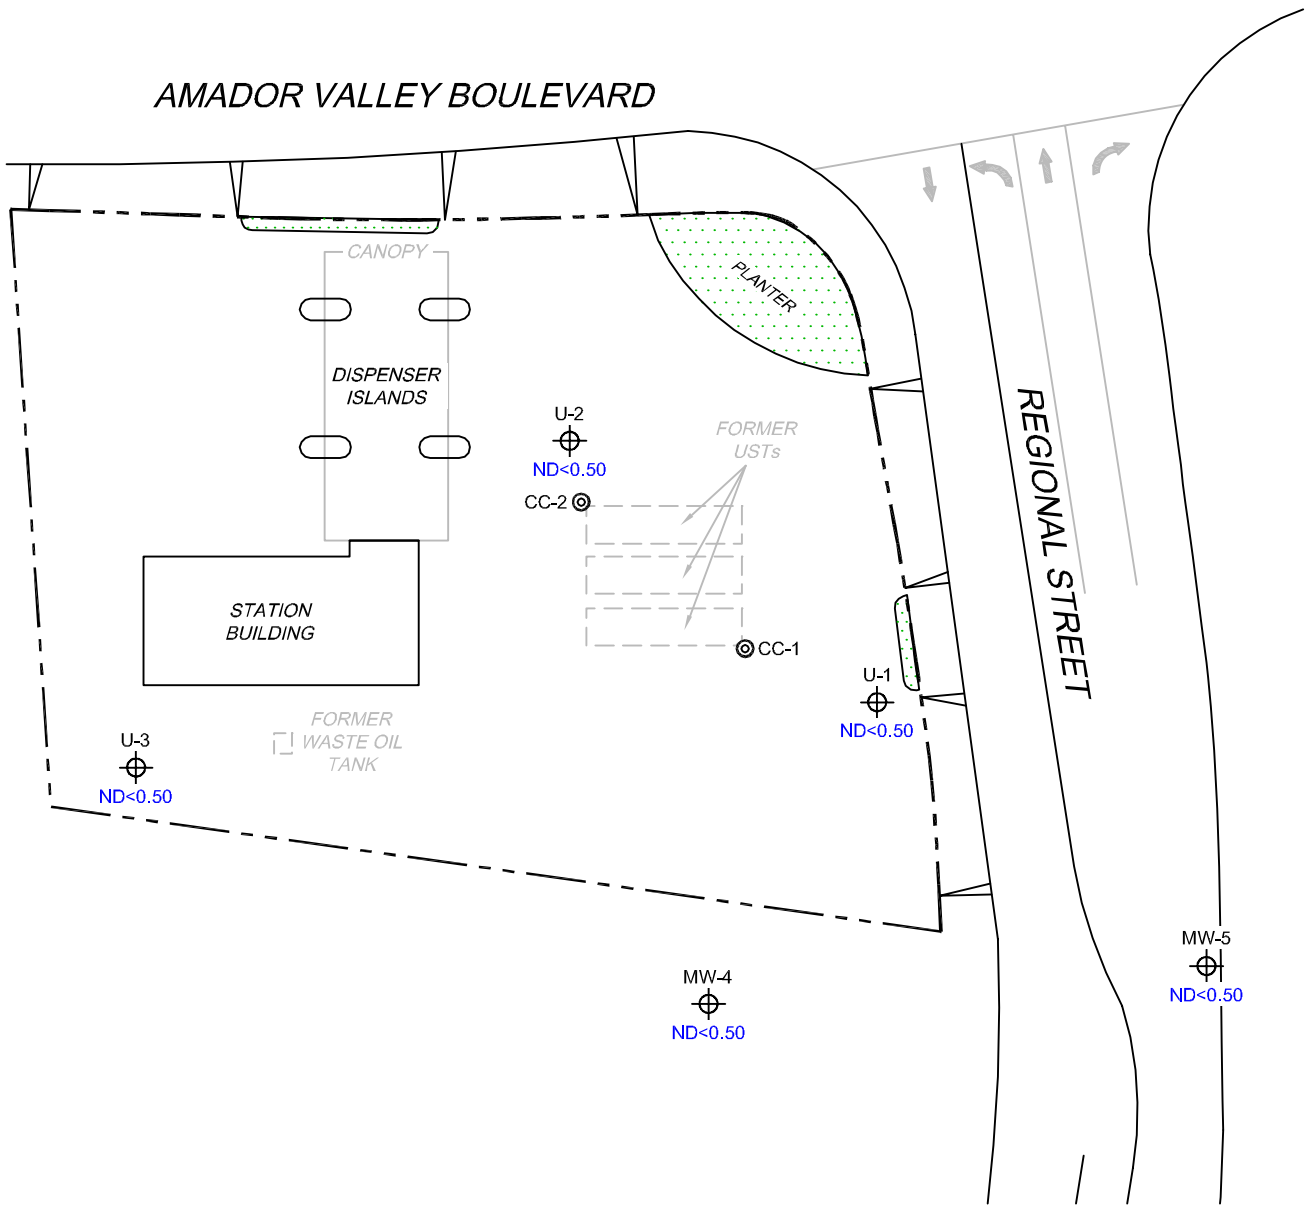 AMADOR VALLEY BOULEVARD
CANOPY
PLANTER
DISPENSER
ISLANDS
REGIONAL STREET
U-2
ND<0.50
FORMER
USTs
CC-2
STATION
BUILDING
CC-1
U-1
ND<0.50
FORMER
WASTE OIL
TANK
U-3
ND<0.50
MW-5
ND<0.50
MW-4
ND<0.50